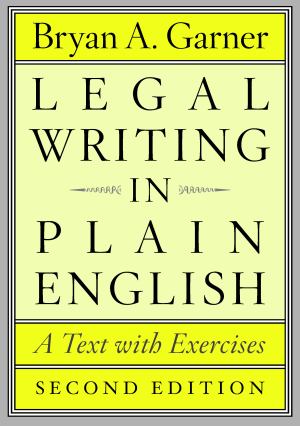 Bryan A. Garner
LEGAL
WRITING
IN
PLAIN
ENGLISH
A Text with Exercises
SECOND EDITION